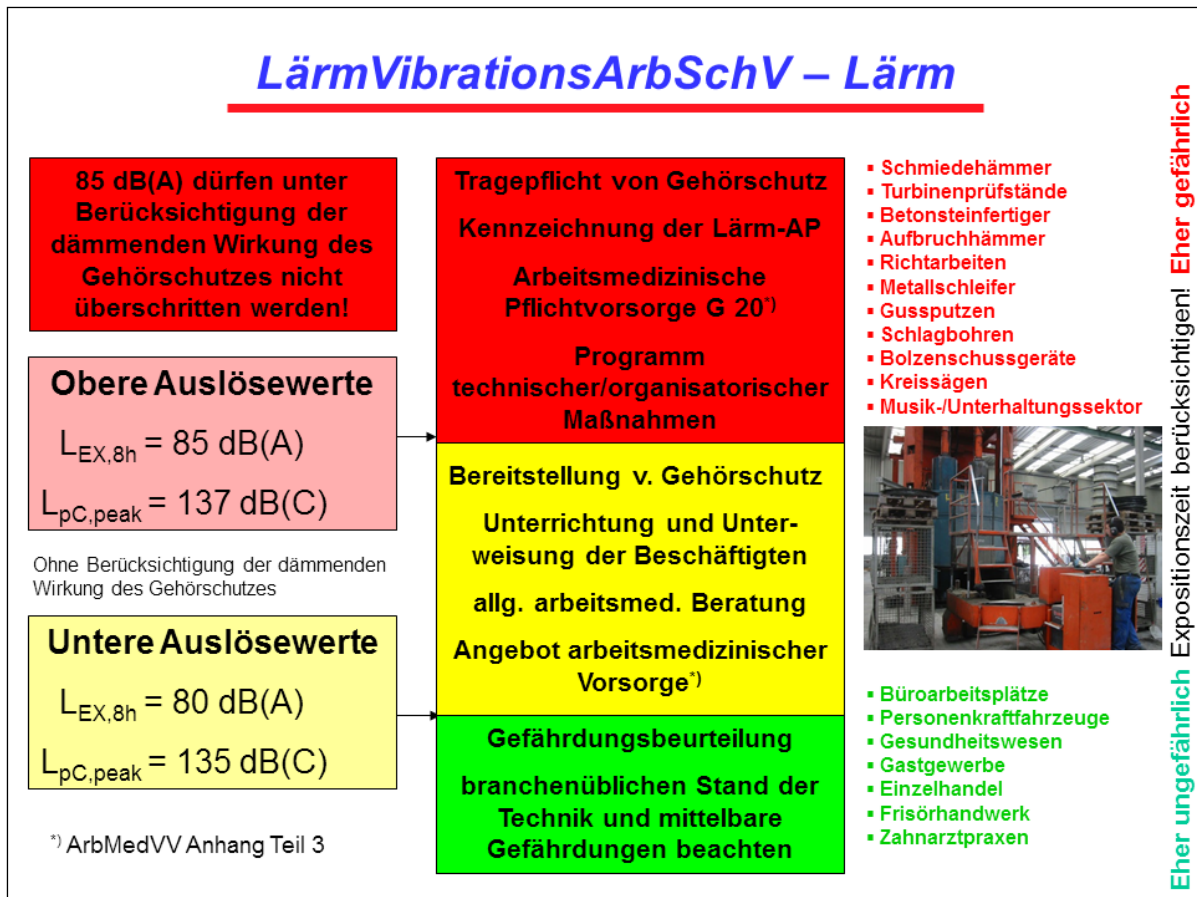 LärmVibrationsArbSchV – Lärm
85 dB(A) dürfen unter
Berücksichtigung der
dämmenden Wirkung des
Gehörschutzes nicht
überschritten werden!
Obere Auslösewerte
LEX,8h = 85 dB(A)
LpC,peak = 137 dB(C)
Ohne Berücksichtigung der dämmenden
Wirkung des Gehörschutzes
Untere Auslösewerte
LEX,8h = 80 dB(A)
LpC,peak = 135 dB(C)
*) ArbMedVV Anhang Teil 3
Tragepflicht von Gehörschutz
Kennzeichnung der Lärm-AP
Arbeitsmedizinische
Pflichtvorsorge G 20*)
Programm
technischer/organisatorischer
Maßnahmen
Bereitstellung v. Gehörschutz
Unterrichtung und Unter-
weisung der Beschäftigten
allg. arbeitsmed. Beratung
Angebot arbeitsmedizinischer
Vorsorge*)
Gefährdungsbeurteilung
branchenüblichen Stand der
Technik und mittelbare
Gefährdungen beachten
▪ Schmiedehämmer
▪ Turbinenprüfstände
▪ Betonsteinfertiger
▪ Aufbruchhämmer
▪ Richtarbeiten
▪ Metallschleifer
▪ Gussputzen
▪ Schlagbohren
▪ Bolzenschussgeräte
▪ Kreissägen
▪ Musik-/Unterhaltungssektor
▪ Büroarbeitsplätze
▪ Personenkraftfahrzeuge
▪ Gesundheitswesen
▪ Gastgewerbe
▪ Einzelhandel
▪ Frisörhandwerk
▪ Zahnarztpraxen
Eher ungefährlich Expositionszeit berücksichtigen! Eher gefährlich